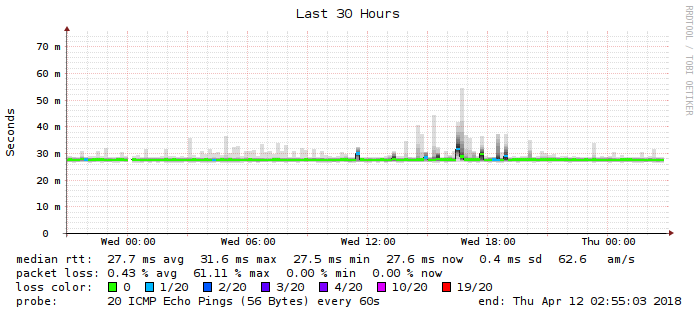 Last 30 Hours
RRDTOOL / TOBI OETIKER
Seconds
70 m
60 m
50 m
40 m
30 m
20 m
10 m
0
Wed 00:00 Wed 06:00 Wed 12:00 Wed 18:00 Thu 00:00
median rtt: 27.7 ms avg 31.6 ms max 27.5 ms min 27.6 ms now 0.4 ms sd 62.6 am/s
packet loss: 0.43 % avg 61.11 % max 0.00 % min 0.00 % now
loss color: 0 1/20 2/20 3/20 4/20 10/20 19/20
probe: 20 ICMP Echo Pings (56 Bytes) every 60s end: Thu Apr 12 02:55:03 2018